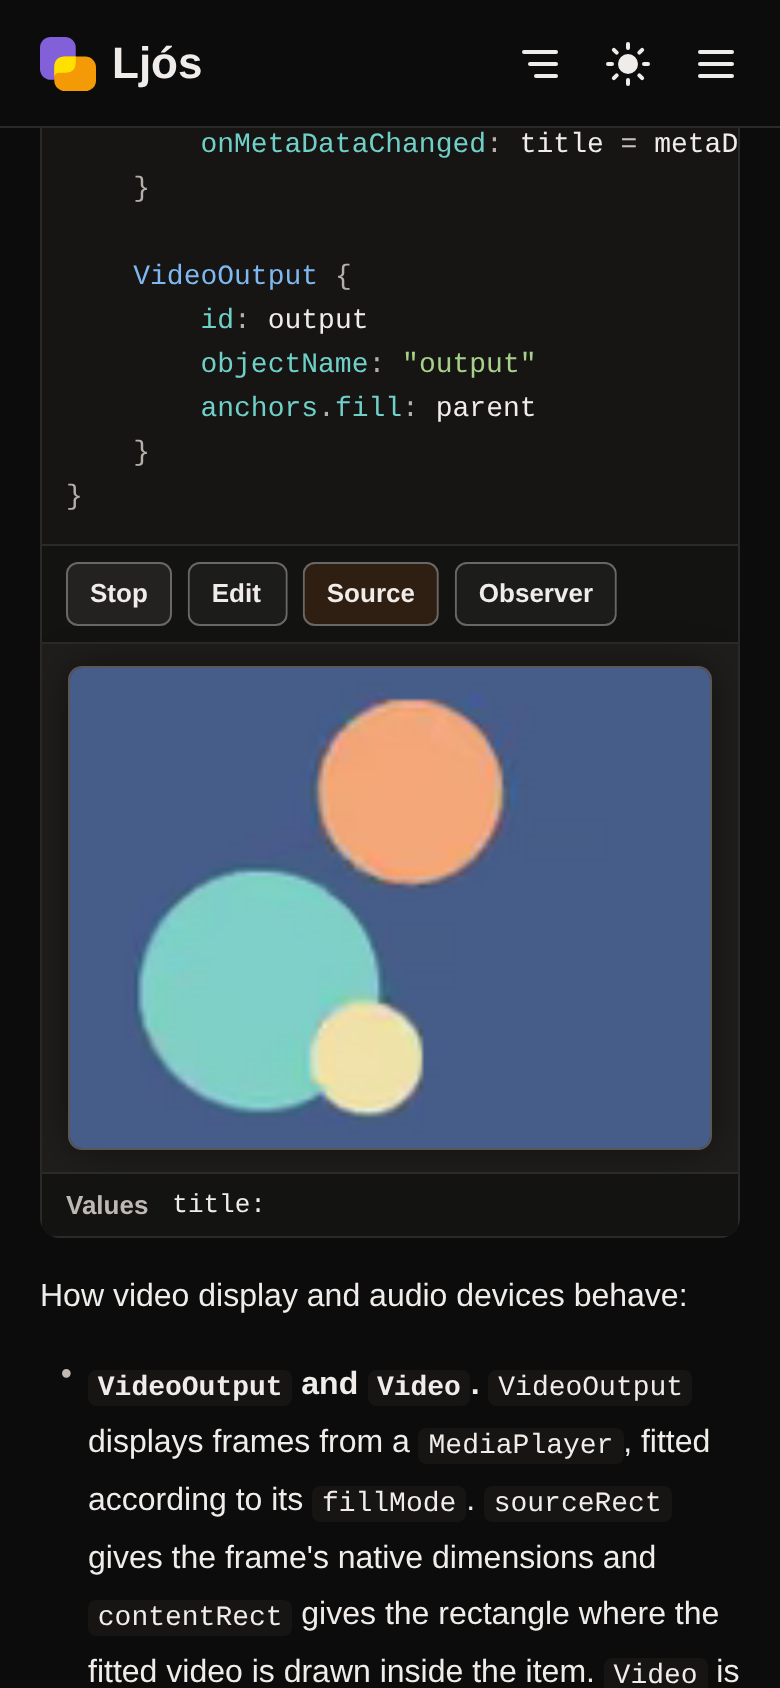 Ljós
onMetaDataChanged: title = metaD
}
VideoOutput {
id: output
objectName: "output"
anchors.fill: parent
}
}
Stop Edit Source Observer
Values title:
How video display and audio devices behave:
• VideoOutput and Video. VideoOutput
displays frames from a MediaPlayer, fitted
according to its fillMode. sourceRect
gives the frame's native dimensions and
contentRect gives the rectangle where the
fitted video is drawn inside the item. Video is